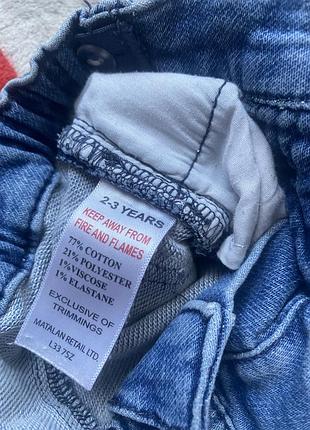 2-3 YEARS
KEEP AWAY FROM
FIRE AND FLAMES
77% COTTON
21% POLYESTER
1% VISCOSE
1% ELASTANE
EXCLUSIVE OF
TRIMMINGS
MATALAN RETAIL LTD
L33 7SZ